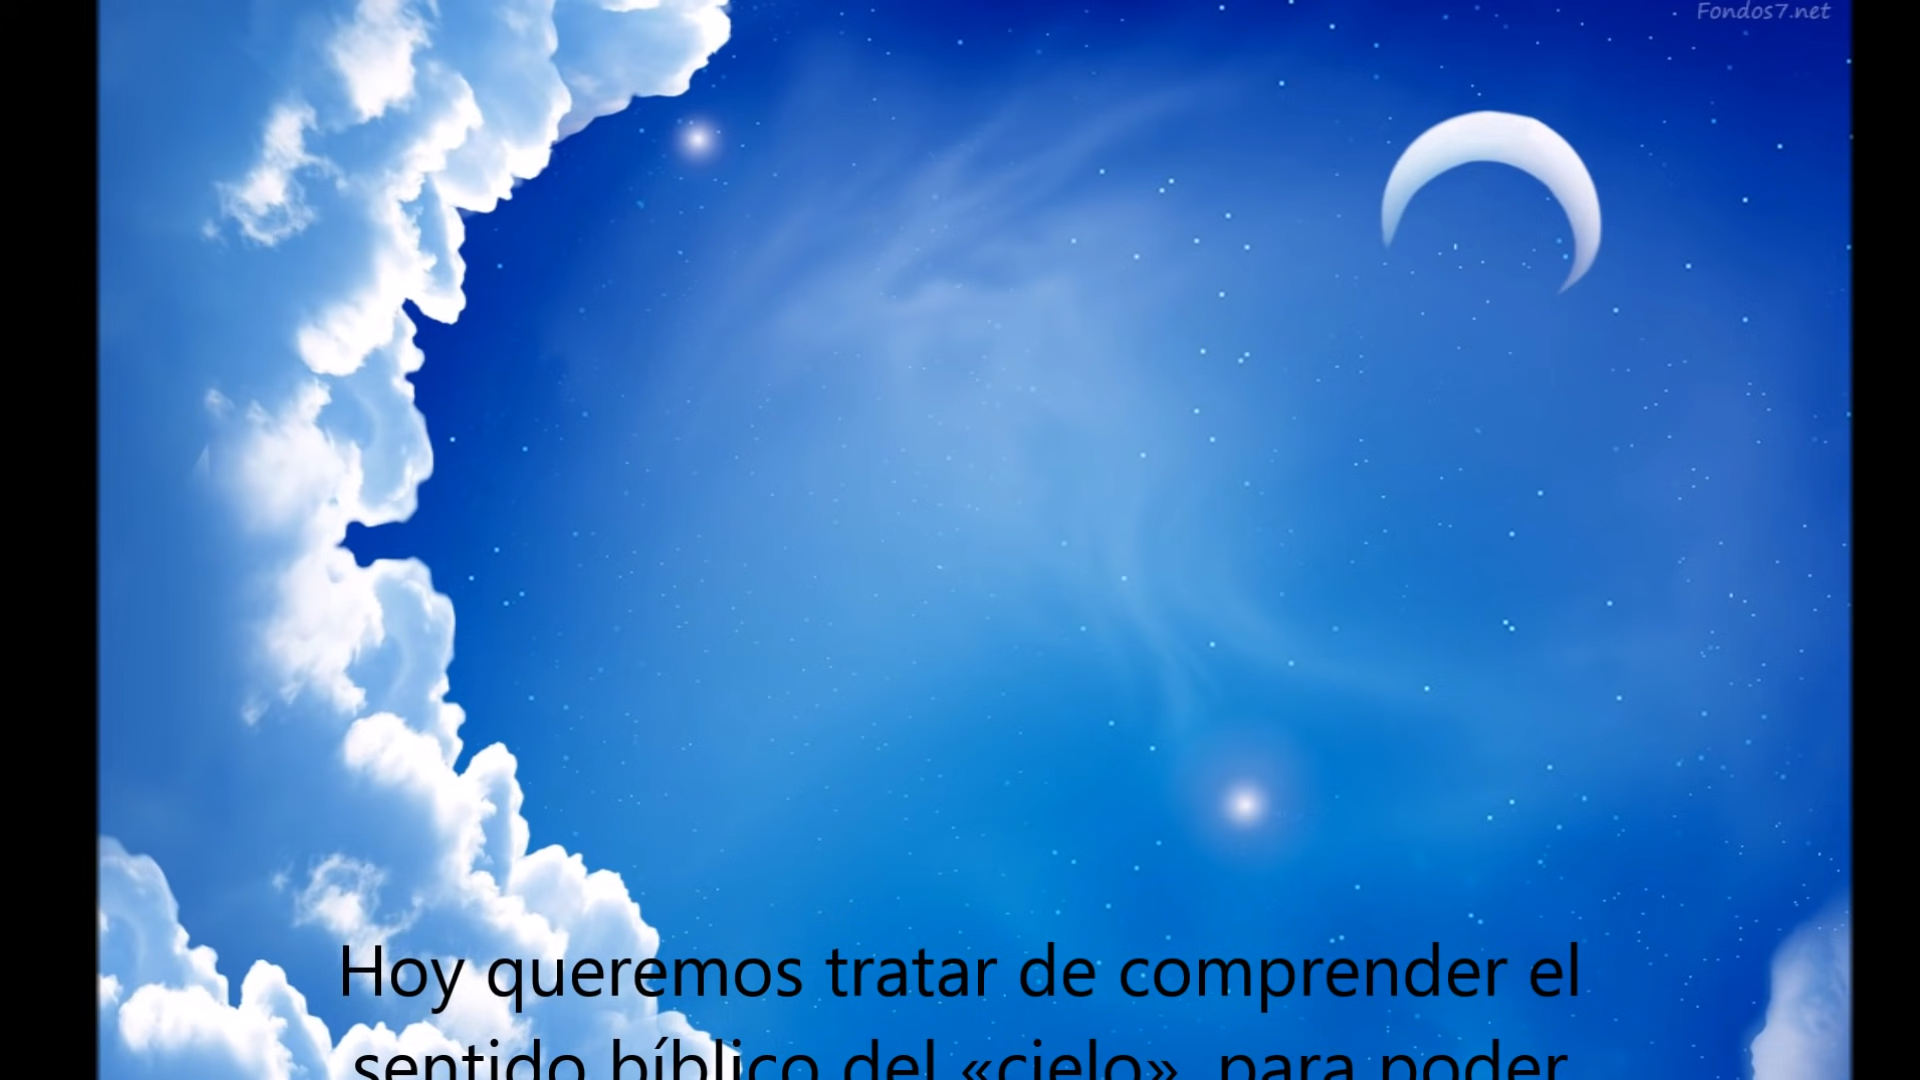 Fondos7.net
Hoy queremos tratar de comprender el
sentido bíblico del «cielo», para poder